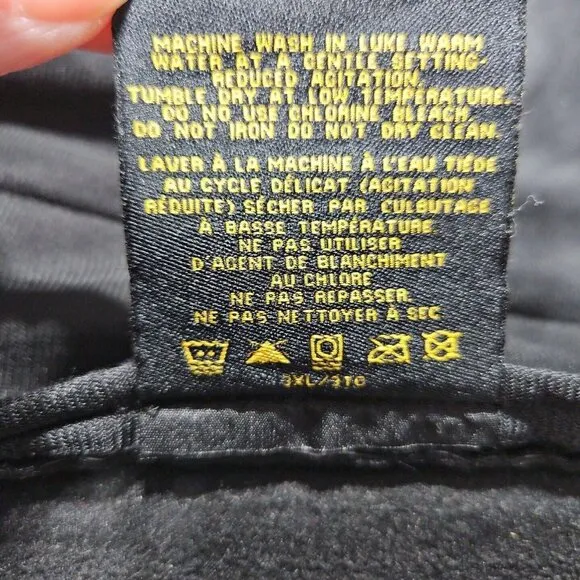 MACHINE WASH IN LUKE WARM
WATER AT A GENTLE SETTING-
REDUCED AGITATION.
TUMBLE DRY AT LOW TEMPÉRATURE.
DO NO USE CHLORINE BLEACH.
DO NOT IRON DO NOT DRY CLEAN.
LAVER À LA MACHINE À L'EAU TIÉDE
AU CYCLE DÉLICAT (AGITATION
RÉDUITE) SÉCHER PAR CULBUTAGE
À BASSE TEMPÉRATURE.
NE PAS UTILISER
D'AGENT DE BLANCHIMENT
AU CHLORE
NE PAS REPASSER.
NE PAS NETTOYER À SEC
3XL/3TG